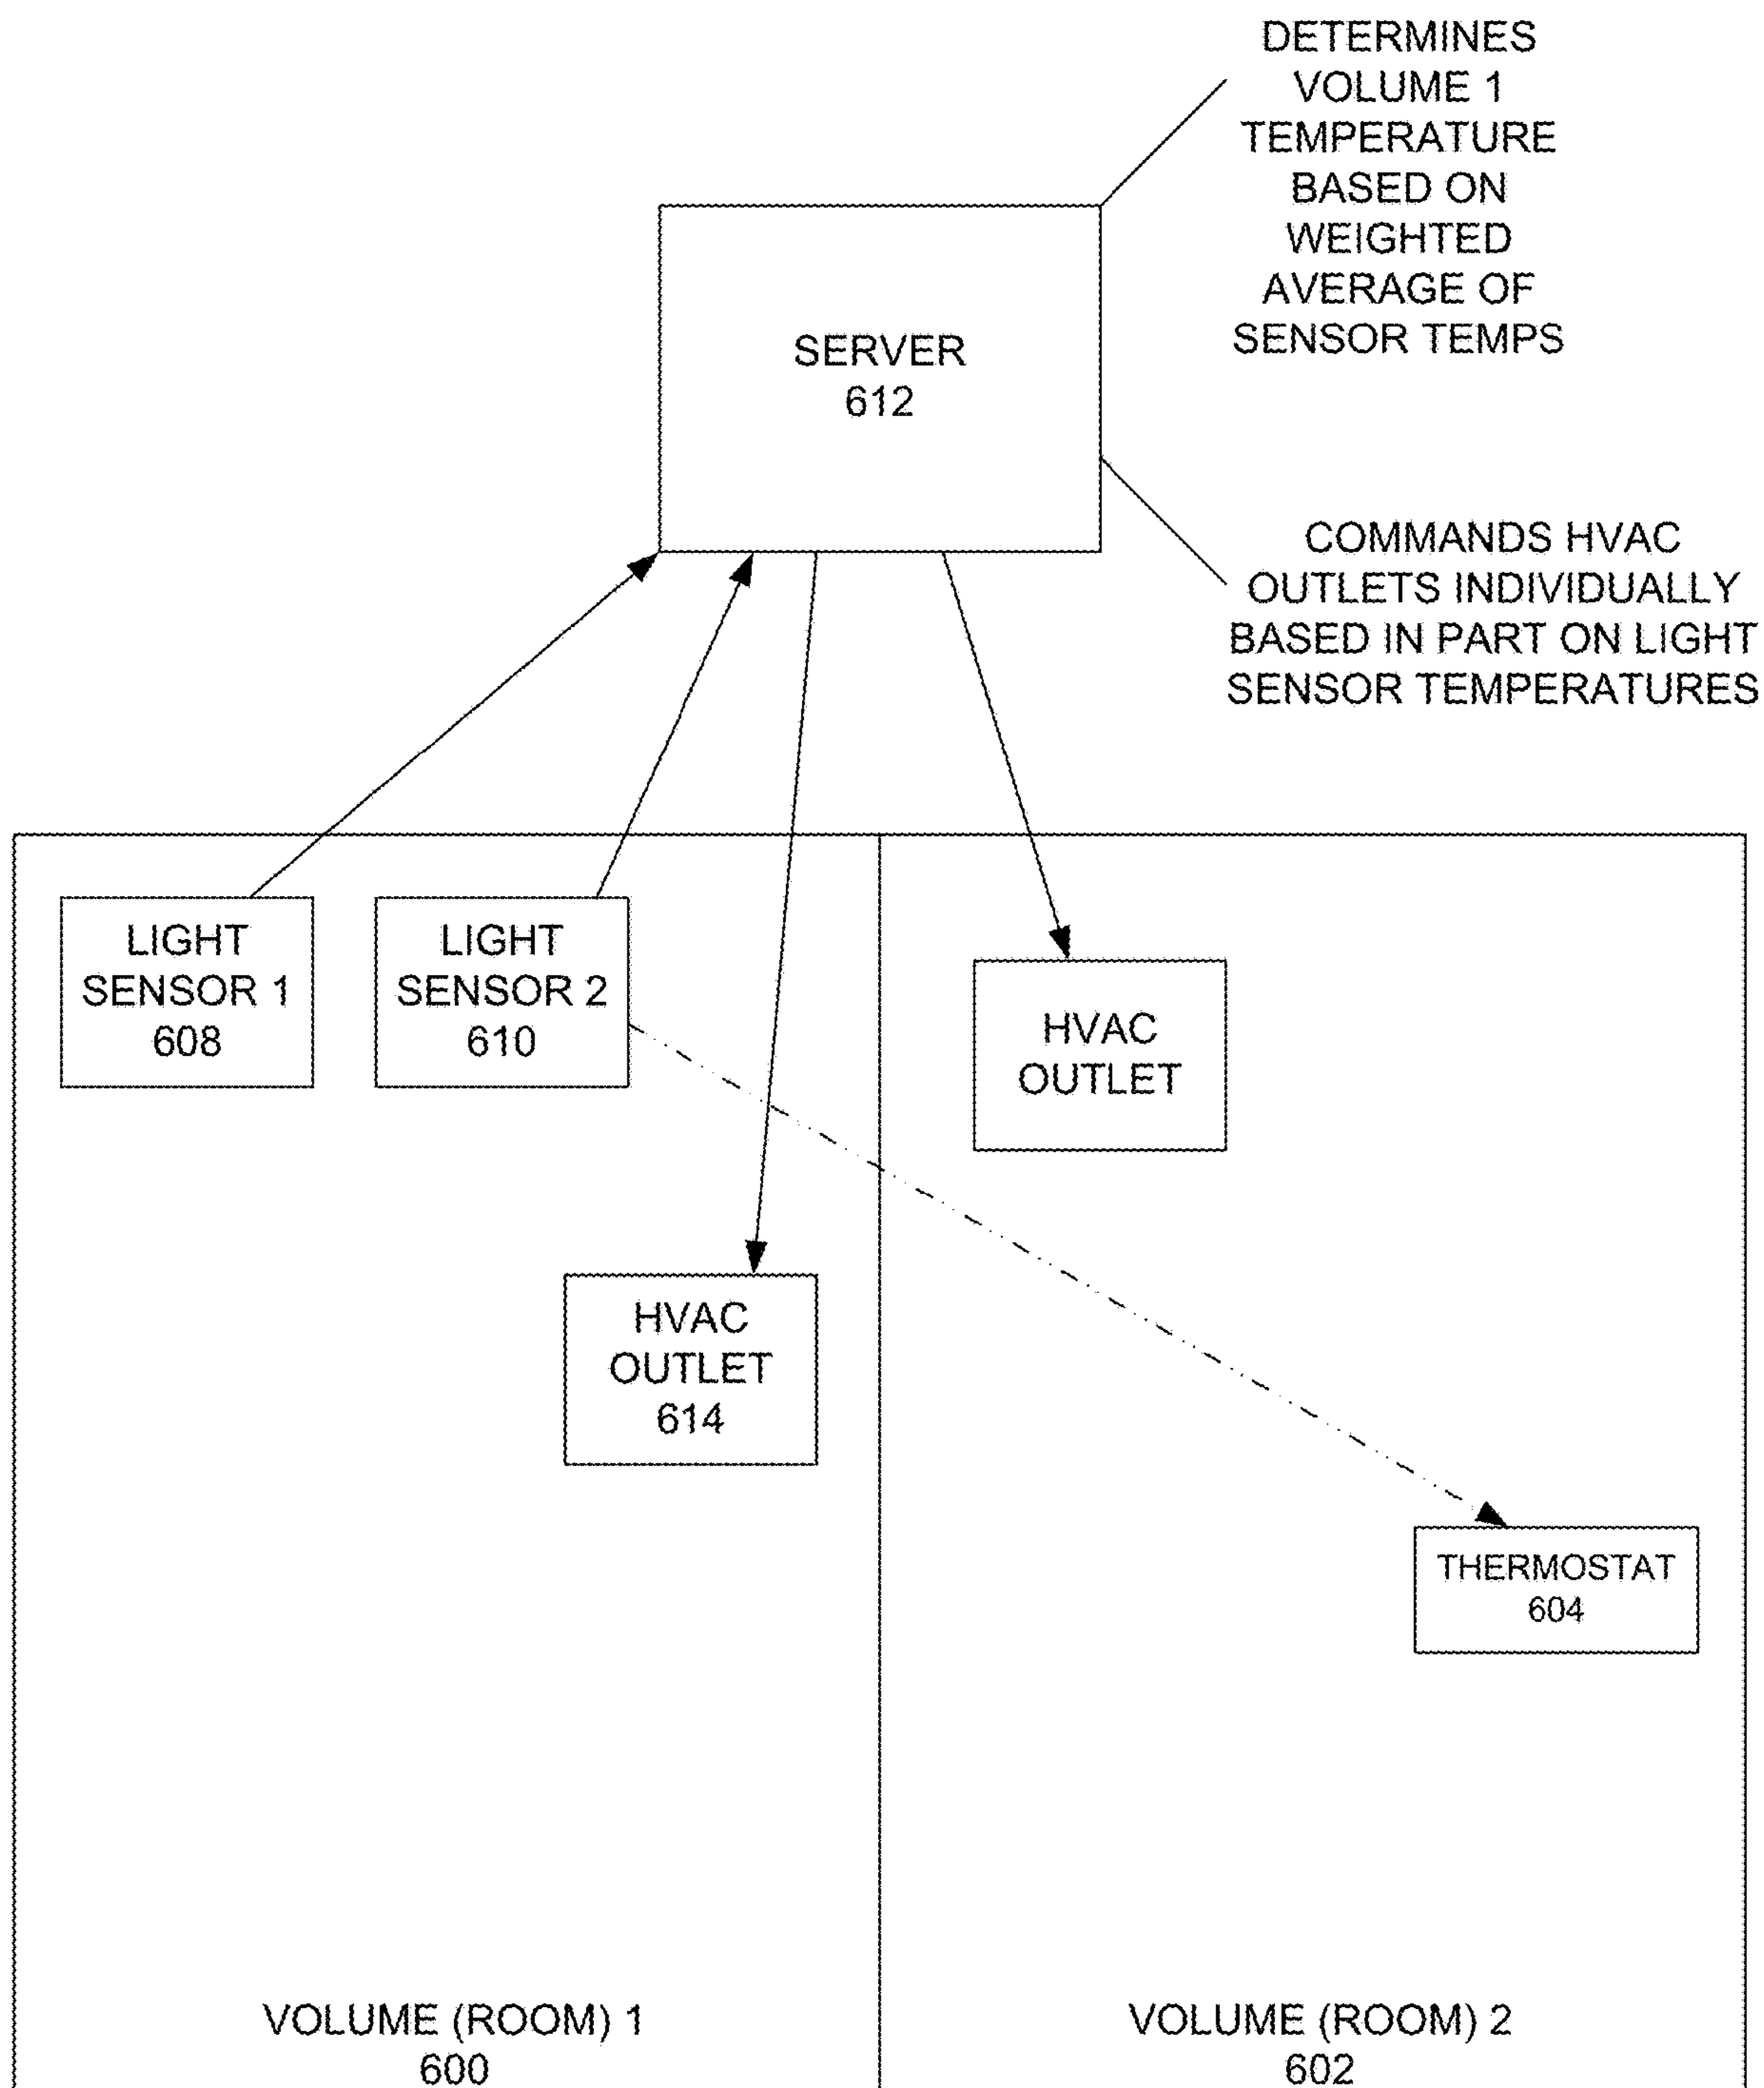 DETERMINES
VOLUME 1
TEMPERATURE
BASED ON
WEIGHTED
AVERAGE OF
SENSOR TEMPS
SERVER
612
COMMANDS HVAC
OUTLETS INDIVIDUALLY
BASED IN PART ON LIGHT
SENSOR TEMPERATURES
LIGHT
SENSOR 1
608
LIGHT
SENSOR 2
610
HVAC
OUTLET
HVAC
OUTLET
614
THERMOSTAT
604
VOLUME (ROOM) 1
600
VOLUME (ROOM) 2
602